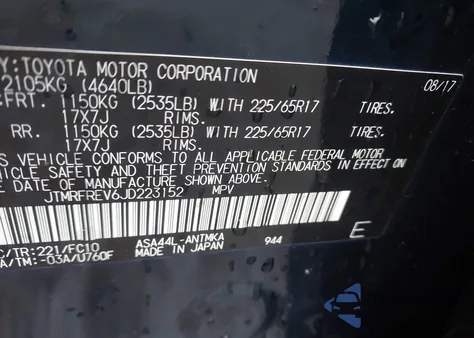 Y:TOYOTA MOTOR CORPORATION 08/17
2105KG (4640LB)
FRT. 1150KG (2535LB) WITH 225/65R17 TIRES.
17X7J RIMS.
RR. 1150KG (2535LB) WITH 225/65R17 TIRES.
17X7J RIMS.
S VEHICLE CONFORMS TO ALL APPLICABLE FEDERAL MOTOR
VEHICLE SAFETY AND THEFT PREVENTION STANDARDS IN EFFECT ON
E DATE OF MANUFACTURE SHOWN ABOVE.
JTMRFREV6JD223152 MPV
E
C/TR:221/FC10 ASA44L-ANTMKA 944
A/TM:-03A/U760F MADE IN JAPAN